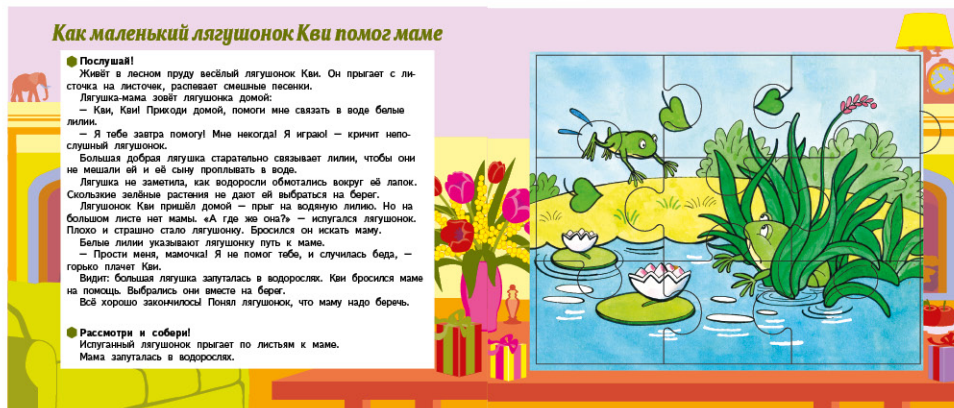 Как маленький лягушонок Кви помог маме
Послушай!
Живёт в лесном пруду весёлый лягушонок Кви. Он прыгает с ли-
сточка на листочек, распевает смешные песенки.
Лягушка-мама зовёт лягушонка домой:
— Кви, Кви! Приходи домой, помоги мне связать в воде белые
лилии.
— Я тебе завтра помогу! Мне некогда! Я играю! — кричит непо-
слушный лягушонок.
Большая добрая лягушка старательно связывает лилии, чтобы они
не мешали ей и её сыну проплывать в воде.
Лягушка не заметила, как водоросли обмотались вокруг её лапок.
Скользкие зелёные растения не дают ей выбраться на берег.
Лягушонок Кви пришёл домой — прыг на водяную лилию. Но на
большом листе нет мамы. «А где же она?» — испугался лягушонок.
Плохо и страшно стало лягушонку. Бросился он искать маму.
Белые лилии указывают лягушонку путь к маме.
— Прости меня, мамочка! Я не помог тебе, и случилась беда, —
горько плачет Кви.
Видит: большая лягушка запуталась в водорослях. Кви бросился маме
на помощь. Выбрались они вместе на берег.
Всё хорошо закончилось! Понял лягушонок, что маму надо беречь.
Рассмотри и собери!
Испуганный лягушонок прыгает по листьям к маме.
Мама запуталась в водорослях.